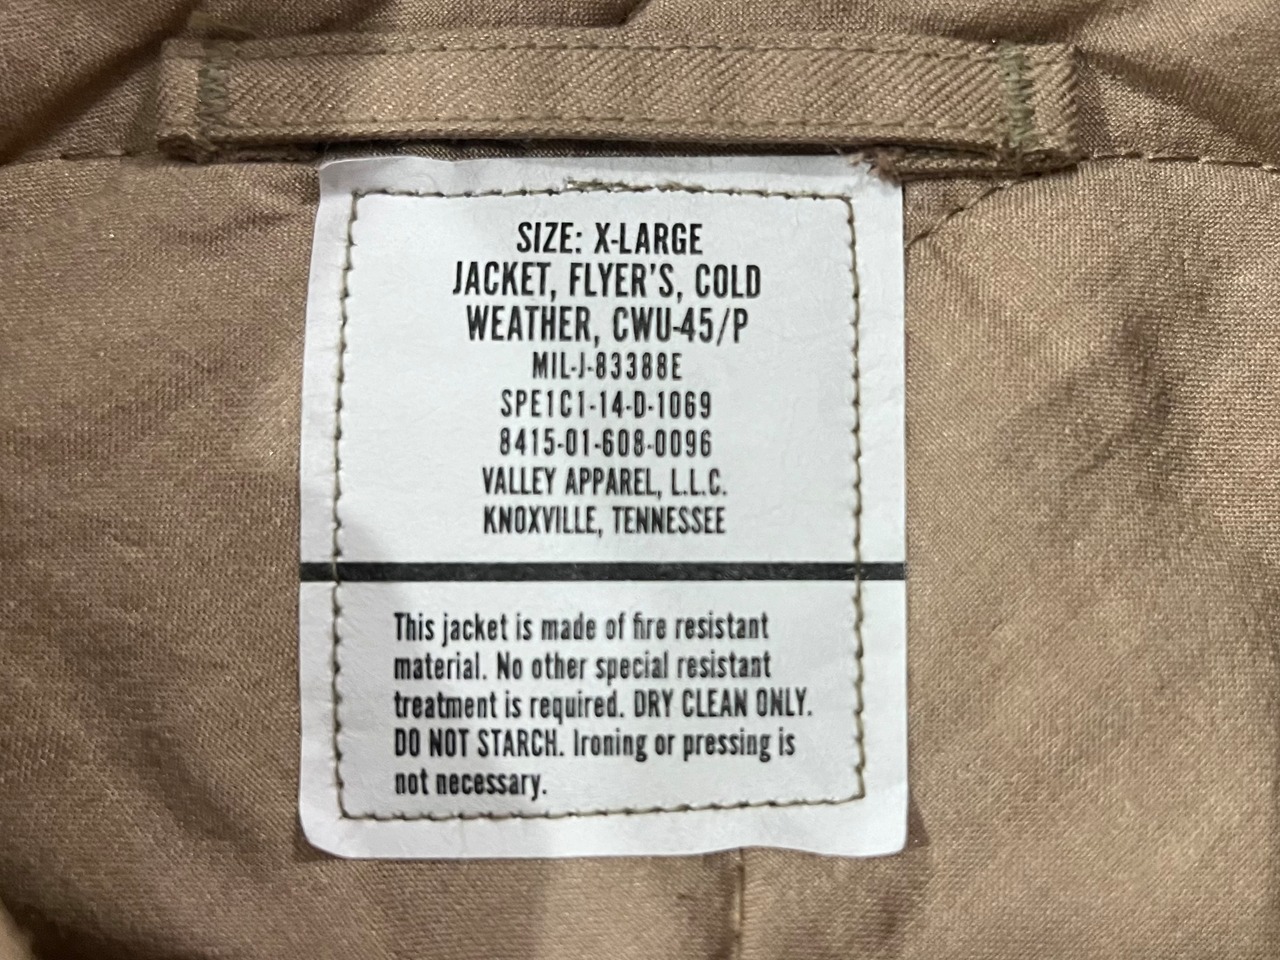 SIZE: X-LARGE
JACKET, FLYER'S, COLD
WEATHER, CWU-45/P
MIL-J-83388E
SPE1C1-14-D-1069
8415-01-608-0096
VALLEY APPAREL, L.L.C.
KNOXVILLE, TENNESSEE
This jacket is made of fire resistant
material. No other special resistant
treatment is required. DRY CLEAN ONLY.
DO NOT STARCH. Ironing or pressing is
not necessary.